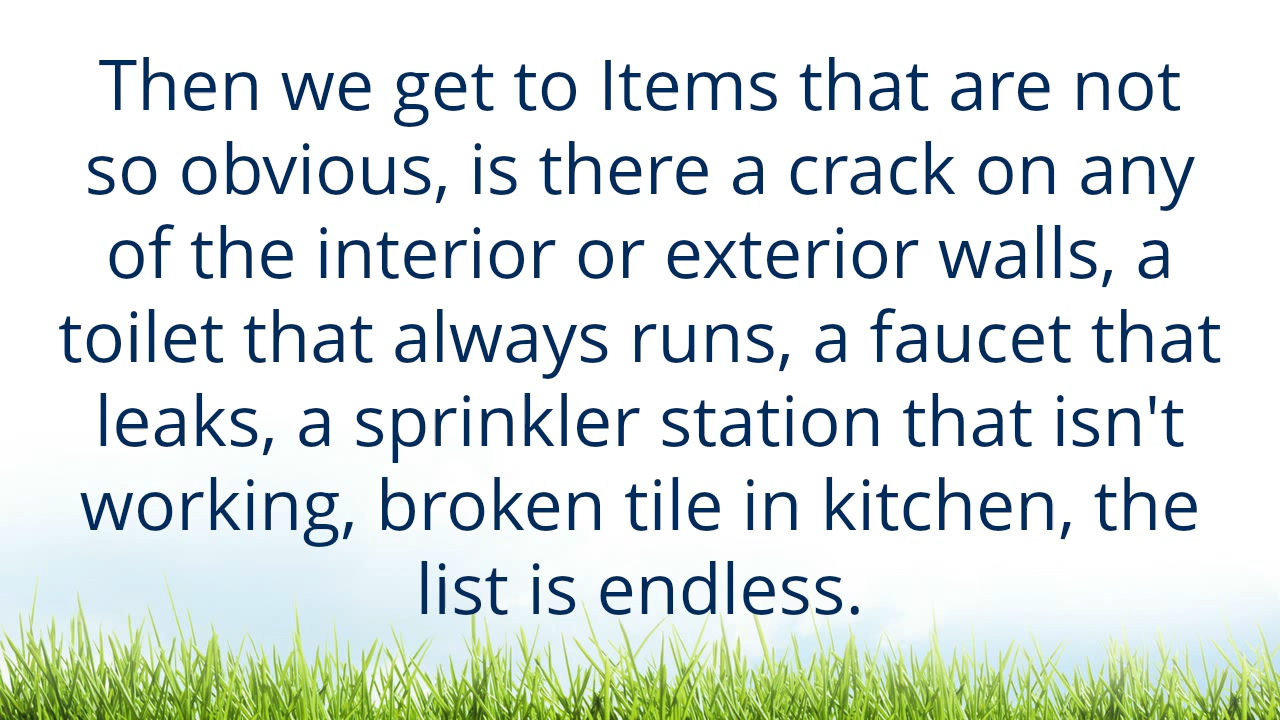 Then we get to Items that are not
so obvious, is there a crack on any
of the interior or exterior walls, a
toilet that always runs, a faucet that
leaks, a sprinkler station that isn't
working, broken tile in kitchen, the
list is endless.